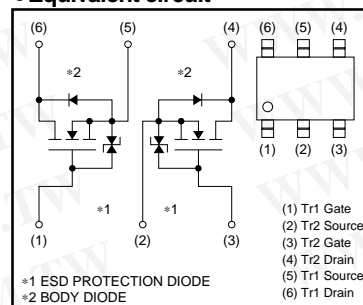 Equivalent circuit
(6) (5) (4) (6) (5) (4)
∗2 ∗2
∗1 ∗1
(1) (2) (3)
(1) (2) (3)
(1) Tr1 Gate
(2) Tr2 Source
(3) Tr2 Gate
(4) Tr2 Drain
(5) Tr1 Source
(6) Tr1 Drain
∗1 ESD PROTECTION DIODE
∗2 BODY DIODE